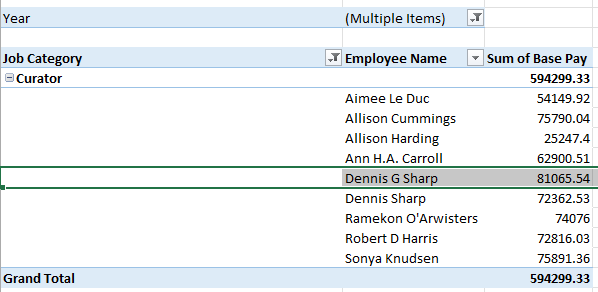 Year (Multiple Items)
Job Category Employee Name Sum of Base Pay
Curator 594299.33
Aimee Le Duc 54149.92
Allison Cummings 75790.04
Allison Harding 25247.4
Ann H.A. Carroll 62900.51
Dennis G Sharp 81065.54
Dennis Sharp 72362.53
Ramekon O'Arwisters 74076
Robert D Harris 72816.03
Sonya Knudsen 75891.36
Grand Total 594299.33